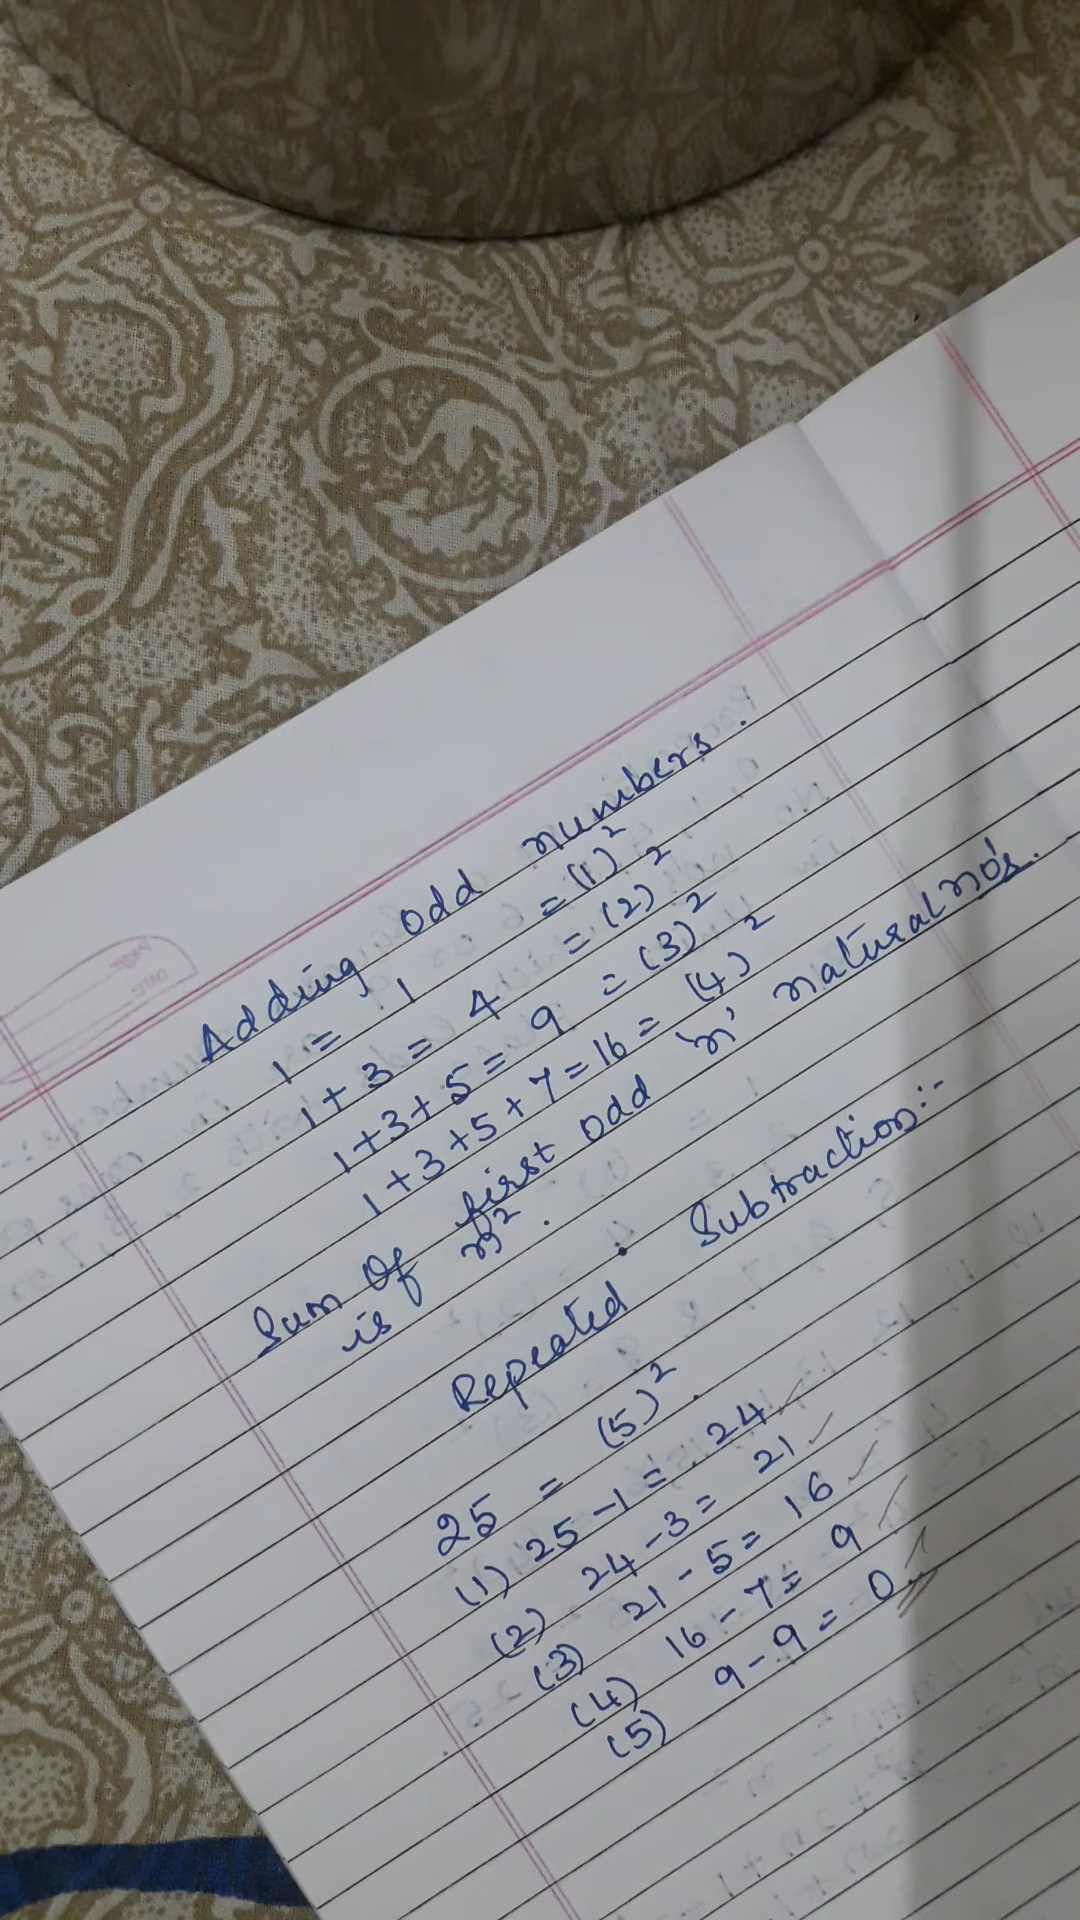 Adding odd numbers.
1 = 1 = (1)²
1 + 3 = 4 = (2)²
1 + 3 + 5 = 9 = (3)²
1 + 3 + 5 + 7 = 16 = (4)²
Sum Of first odd 'n' natural no's.
is n².
Repeated Subtraction:-
25 = (5)².
(1) 25 - 1 = 24
(2) 24 - 3 = 21
(3) 21 - 5 = 16
(4) 16 - 7 = 9
(5) 9 - 9 = 0